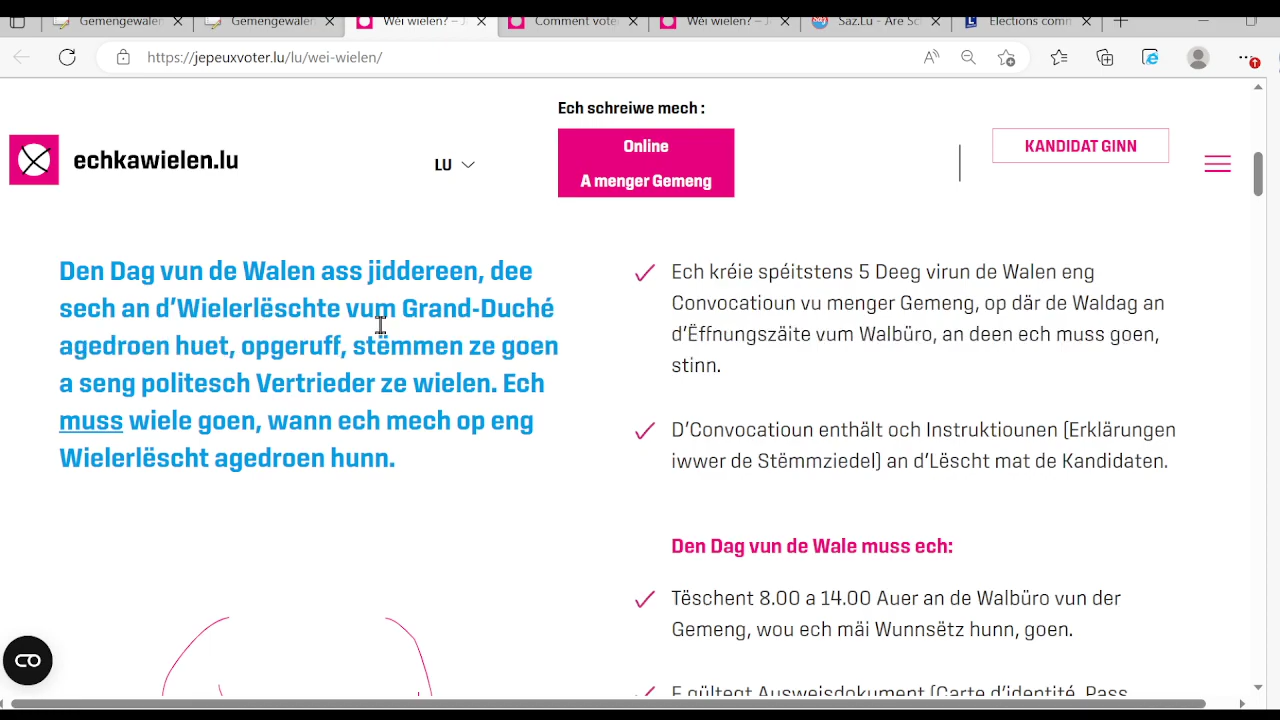 Gemengewalen
Gemengewalen
Wéi wielen? – J
Comment vote
Wéi wielen? – J
Saz.Lu - Are Sc
Elections comm
https://jepeuxvoter.lu/lu/wei-wielen/
Ech schreiwe mech :
echkawielen.lu
LU
Online
A menger Gemeng
KANDIDAT GINN
Den Dag vun de Walen ass jiddereen, dee
sech an d’Wielerlëschte vum Grand-Duché
agedroen huet, opgeruff, stëmmen ze goen
a seng politesch Vertrieder ze wielen. Ech
muss wiele goen, wann ech mech op eng
Wielerlëscht agedroen hunn.
Ech kréie spéitstens 5 Deeg virun de Walen eng
Convocatioun vu menger Gemeng, op där de Waldag an
d’Ëffnungszäite vum Walbüro, an deen ech muss goen,
stinn.
D’Convocatioun enthält och Instruktiounen (Erklärungen
iwwer de Stëmmziedel) an d’Lëscht mat de Kandidaten.
Den Dag vun de Wale muss ech:
Tëschent 8.00 a 14.00 Auer an de Walbüro vun der
Gemeng, wou ech mäi Wunnsëtz hunn, goen.
E gültegt Ausweisdokument (Carte d’identité, Pass